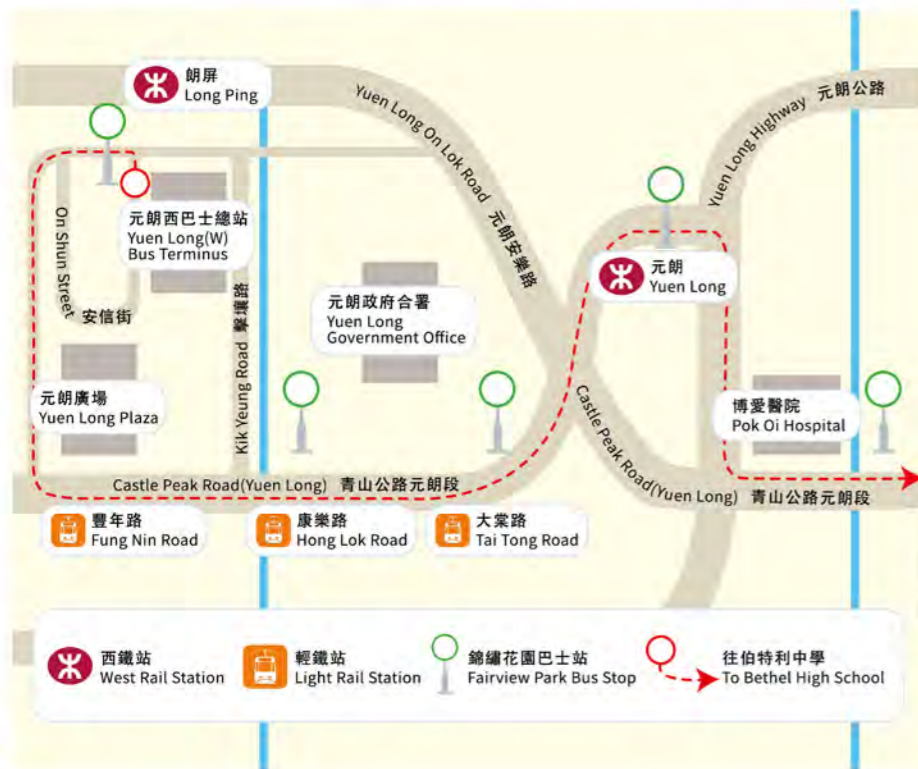 朗屏
Long Ping
Yuen Long On Lok Road 元朗安樂路
Yuen Long Highway 元朗公路
On Shun Street
安信街
元朗西巴士總站
Yuen Long(W)
Bus Terminus
Kik Yeung Road 擊壤路
元朗政府合署
Yuen Long
Government Office
元朗
Yuen Long
元朗廣場
Yuen Long Plaza
博愛醫院
Pok Oi Hospital
Castle Peak Road(Yuen Long) 青山公路元朗段
Castle Peak Road(Yuen Long) 青山公路元朗段
豐年路
Fung Nin Road
康樂路
Hong Lok Road
大棠路
Tai Tong Road
西鐵站
West Rail Station
輕鐵站
Light Rail Station
錦繡花園巴士站
Fairview Park Bus Stop
往伯特利中學
To Bethel High School